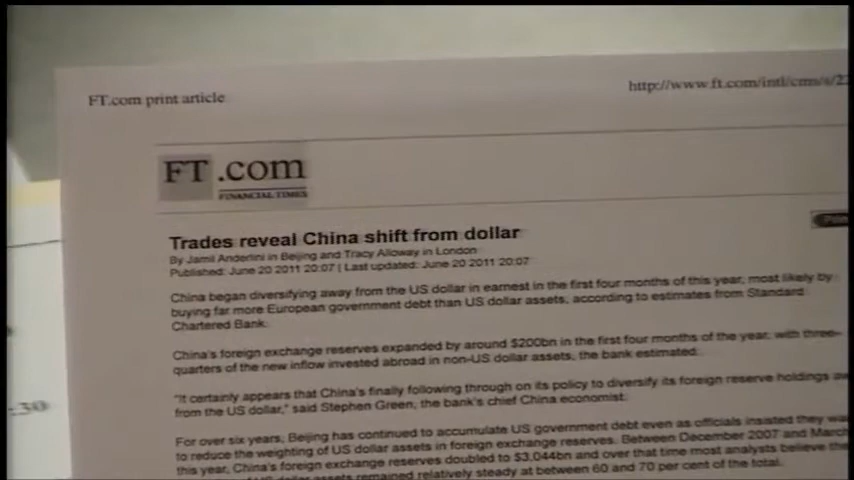 FT.com print article
http://www.ft.com/intl/cms/s/22
FT.com
FINANCIAL TIMES
Trades reveal China shift from dollar
By Jamil Anderlini in Beijing and Tracy Alloway in London
Published: June 20 2011 20:07 | Last updated: June 20 2011 20:07
China began diversifying away from the US dollar in earnest in the first four months of this year, most likely by
buying far more European government debt than US dollar assets, according to estimates from Standard
Chartered Bank.
China's foreign exchange reserves expanded by around $200bn in the first four months of the year, with three-
quarters of the new inflow invested abroad in non-US dollar assets, the bank estimated.
"It certainly appears that China's finally following through on its policy to diversify its foreign reserve holdings
from the US dollar," said Stephen Green, the bank's chief China economist.
For over six years, Beijing has continued to accumulate US government debt even as officials insisted they
to reduce the weighting of US dollar assets in foreign exchange reserves. Between December 2007 and March
this year, China's foreign exchange reserves doubled to $3,044bn and over that time most analysts believe
US dollar assets remained relatively steady at between 60 and 70 per cent of the total.
:30